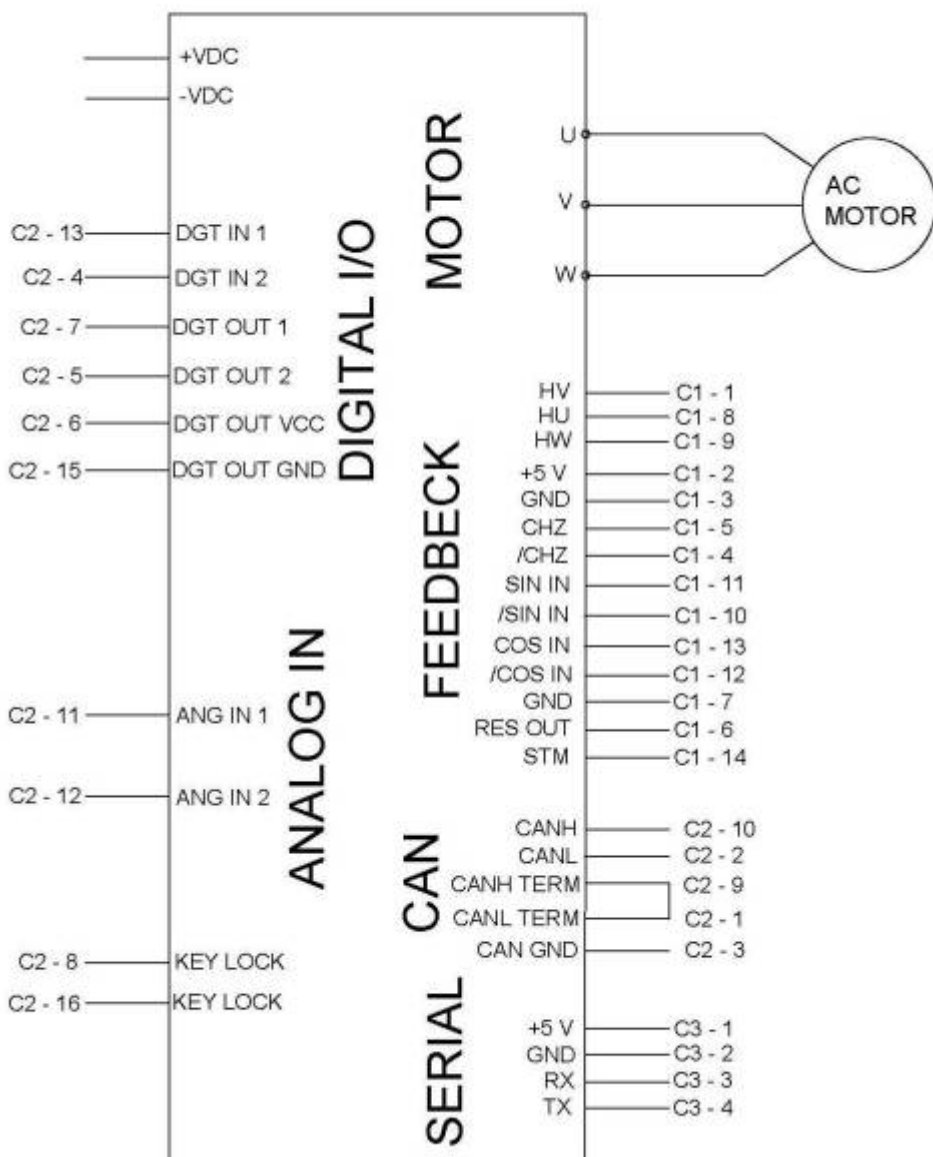 +VDC
-VDC
C2 - 13 DGT IN 1
C2 - 4 DGT IN 2
C2 - 7 DGT OUT 1
C2 - 5 DGT OUT 2
C2 - 6 DGT OUT VCC
C2 - 15 DGT OUT GND
DIGITAL I/O
C2 - 11 ANG IN 1
C2 - 12 ANG IN 2
ANALOG IN
C2 - 8 KEY LOCK
C2 - 16 KEY LOCK
MOTOR
U
V
W
AC
MOTOR
FEEDBECK
HV C1 - 1
HU C1 - 8
HW C1 - 9
+5 V C1 - 2
GND C1 - 3
CHZ C1 - 5
/CHZ C1 - 4
SIN IN C1 - 11
/SIN IN C1 - 10
COS IN C1 - 13
/COS IN C1 - 12
GND C1 - 7
RES OUT C1 - 6
STM C1 - 14
CAN
CANH C2 - 10
CANL C2 - 2
CANH TERM C2 - 9
CANL TERM C2 - 1
CAN GND C2 - 3
SERIAL
+5 V C3 - 1
GND C3 - 2
RX C3 - 3
TX C3 - 4